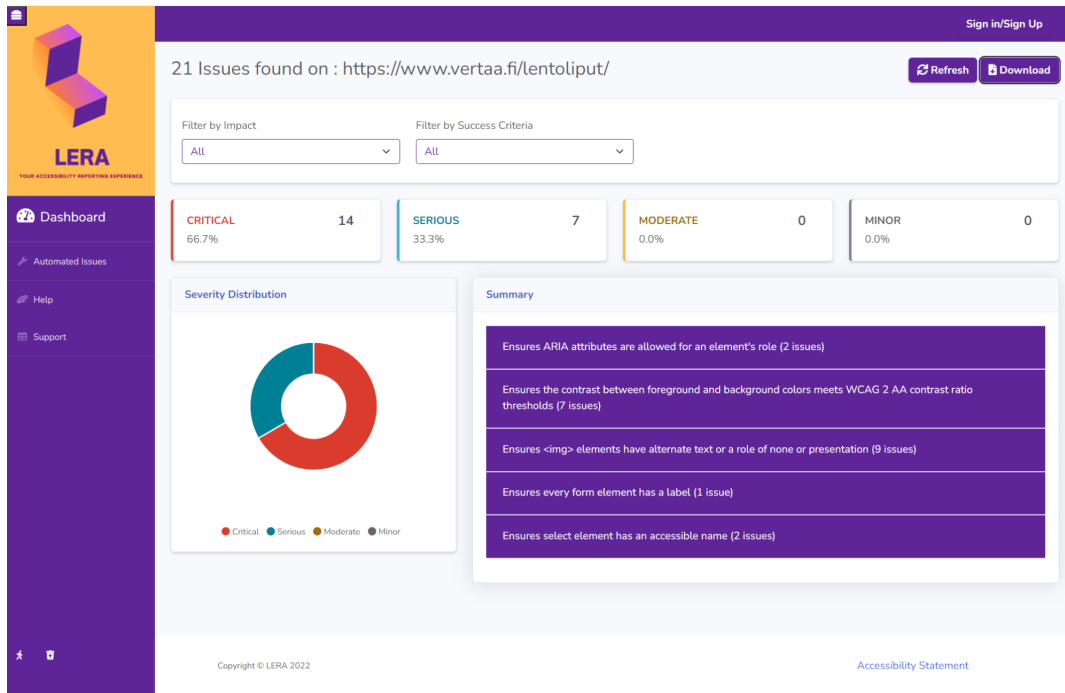 Sign in/Sign Up
LERA
YOUR ACCESSIBILITY REPORTING EXPERIENCE
Dashboard
Automated Issues
Help
Support
21 Issues found on : https://www.vertaa.fi/lentoliput/
Refresh
Download
Filter by Impact
All
Filter by Success Criteria
All
CRITICAL
14
66.7%
SERIOUS
7
33.3%
MODERATE
0
0.0%
MINOR
0
0.0%
Severity Distribution
Critical
Serious
Moderate
Minor
Summary
Ensures ARIA attributes are allowed for an element's role (2 issues)
Ensures the contrast between foreground and background colors meets WCAG 2 AA contrast ratio
thresholds (7 issues)
Ensures <img> elements have alternate text or a role of none or presentation (9 issues)
Ensures every form element has a label (1 issue)
Ensures select element has an accessible name (2 issues)
Copyright © LERA 2022
Accessibility Statement